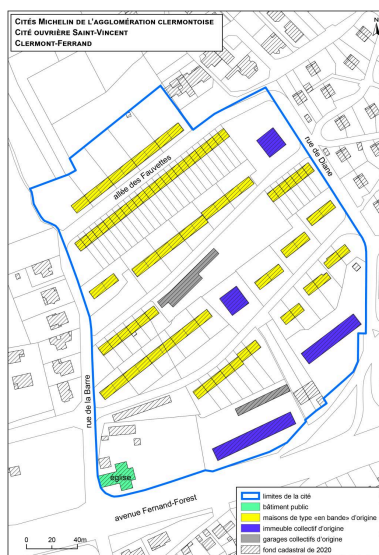 CITÉS MICHELIN DE L'AGGLOMÉRATION CLERMONTOISE
CITÉ OUVRIÈRE SAINT-VINCENT
CLERMONT-FERRAND
N
rue de Diane
allée des Fauvettes
rue de la Barre
église
avenue Fernand-Forest
0 20 40m
limites de la cité
bâtiment public
maisons de type «en bande» d'origine
immeuble collectif d'origine
garages collectifs d'origine
fond cadastral de 2020